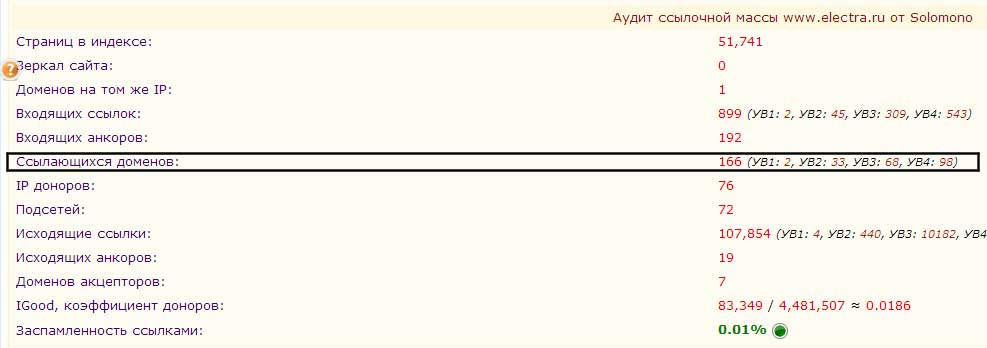 Аудит ссылочной массы www.electra.ru от Solomono
Страниц в индексе: 51,741
Зеркал сайта: 0
Доменов на том же IP: 1
Входящих ссылок: 899 (УВ1: 2, УВ2: 45, УВ3: 309, УВ4: 543)
Входящих анкоров: 192
Ссылающихся доменов: 166 (УВ1: 2, УВ2: 33, УВ3: 68, УВ4: 98)
IP доноров: 76
Подсетей: 72
Исходящие ссылки: 107,854 (УВ1: 4, УВ2: 440, УВ3: 10182, УВ4
Исходящих анкоров: 19
Доменов акцепторов: 7
IGood, коэффициент доноров: 83,349 / 4,481,507 ≈ 0.0186
Заспамленность ссылками: 0.01%